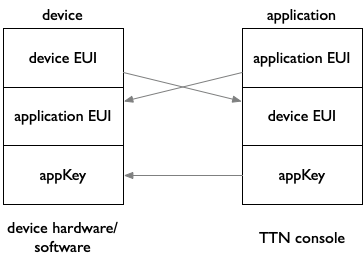 device
application
device EUI
application EUI
application EUI
device EUI
appKey
appKey
device hardware/
software
TTN console